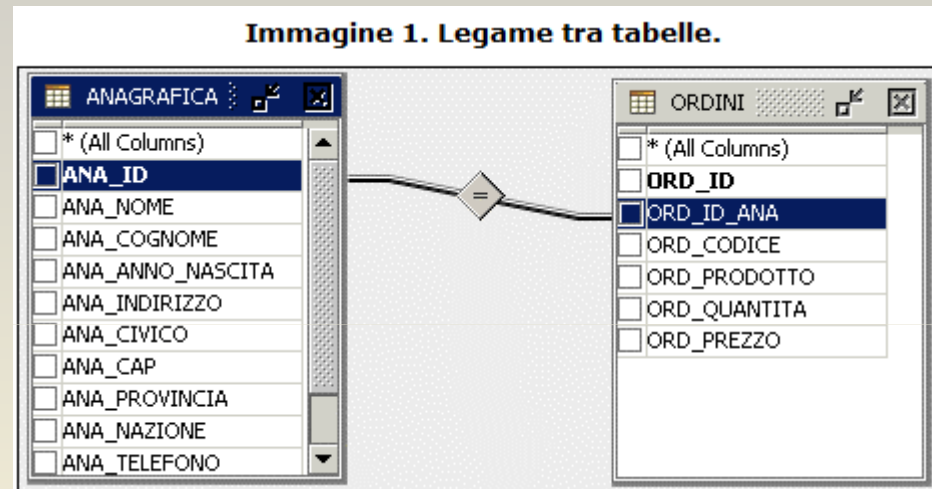 Immagine 1. Legame tra tabelle.
ANAGRAFICA
* (All Columns)
ANA_ID
ANA_NOME
ANA_COGNOME
ANA_ANNO_NASCITA
ANA_INDIRIZZO
ANA_CIVICO
ANA_CAP
ANA_PROVINCIA
ANA_NAZIONE
ANA_TELEFONO
=
ORDINI
* (All Columns)
ORD_ID
ORD_ID_ANA
ORD_CODICE
ORD_PRODOTTO
ORD_QUANTITA
ORD_PREZZO